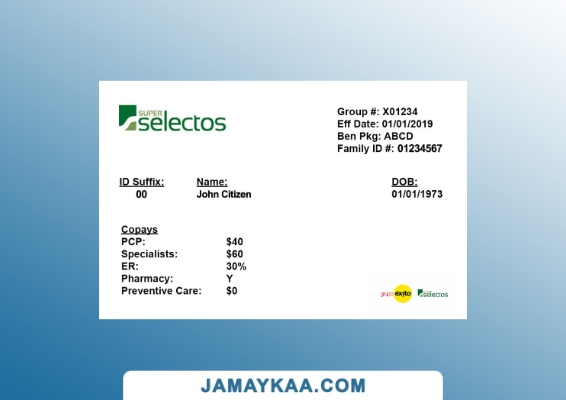 SUPER
selectos
Group #: X01234
Eff Date: 01/01/2019
Ben Pkg: ABCD
Family ID #: 01234567
ID Suffix: Name: DOB:
00 John Citizen 01/01/1973
Copays
PCP: $40
Specialists: $60
ER: 30%
Pharmacy: Y
Preventive Care: $0
grupo éxito selectos
JAMAYKAA.COM